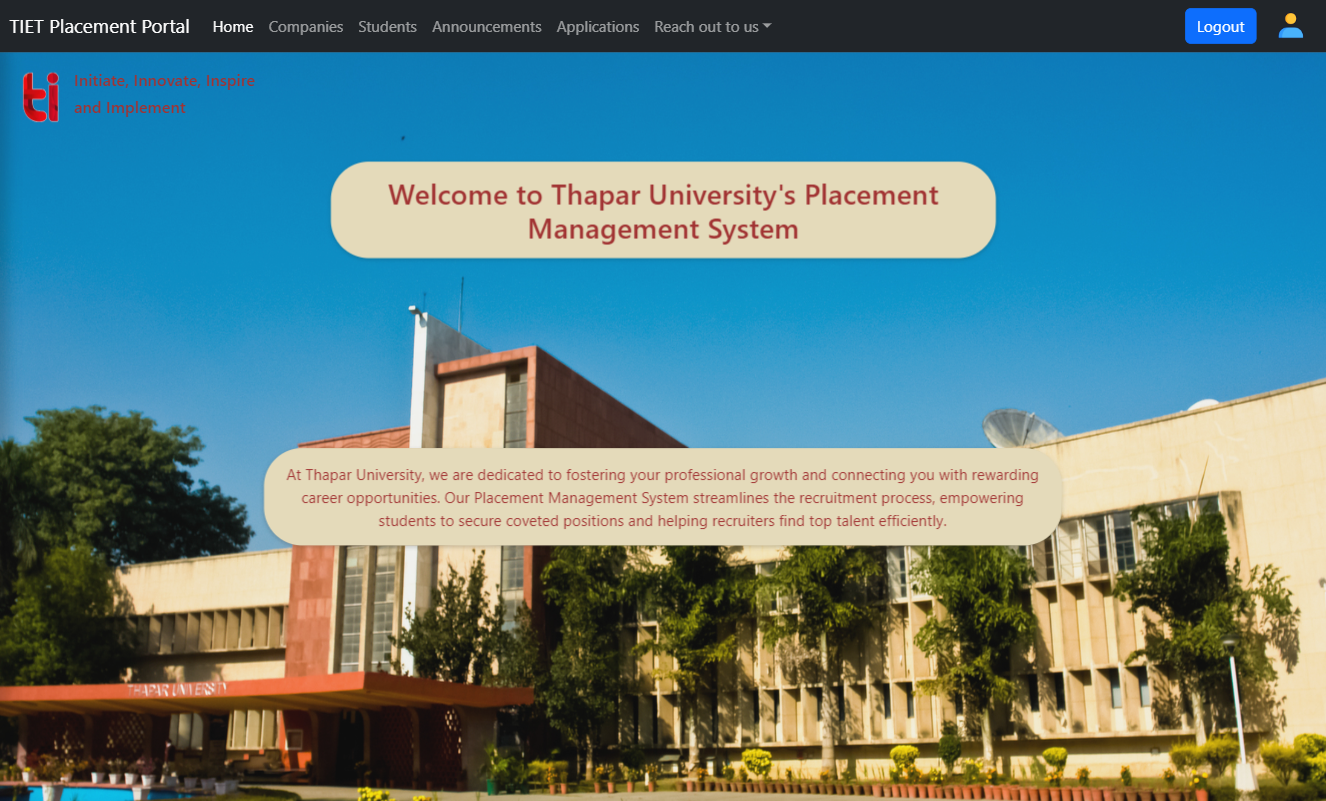 TIET Placement Portal Home Companies Students Announcements Applications Reach out to us Logout
ti
Initiate, Innovate, Inspire
and Implement
Welcome to Thapar University's Placement
Management System
At Thapar University, we are dedicated to fostering your professional growth and connecting you with rewarding
career opportunities. Our Placement Management System streamlines the recruitment process, empowering
students to secure coveted positions and helping recruiters find top talent efficiently.
THAPAR UNIVERSITY